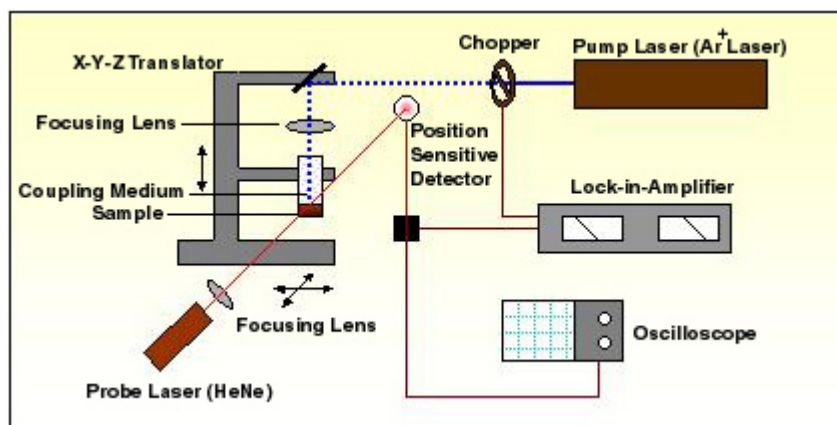 Chopper
Pump Laser (Ar+ Laser)
X-Y-Z Translator
Focusing Lens
Position
Sensitive
Detector
Coupling Medium
Sample
Lock-in-Amplifier
Focusing Lens
Oscilloscope
Probe Laser (HeNe)